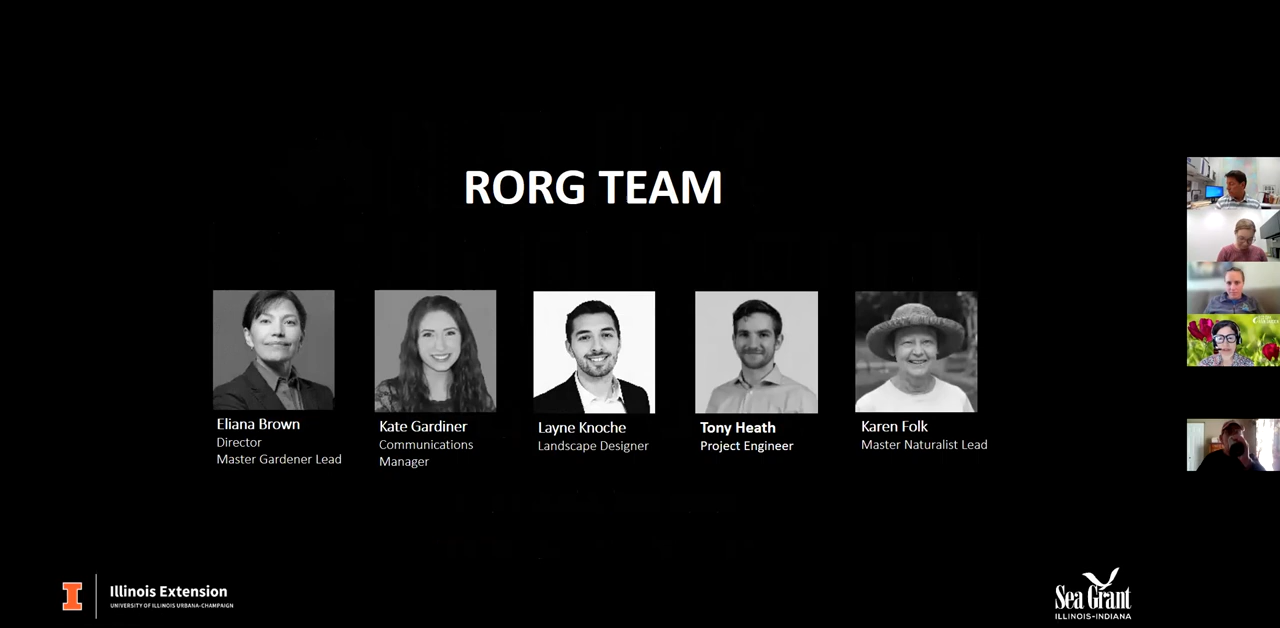 RORG TEAM
Eliana Brown
Director
Master Gardener Lead
Kate Gardiner
Communications
Manager
Layne Knoche
Landscape Designer
Tony Heath
Project Engineer
Karen Folk
Master Naturalist Lead
I
Illinois Extension
UNIVERSITY OF ILLINOIS URBANA-CHAMPAIGN
Sea Grant
ILLINOIS-INDIANA